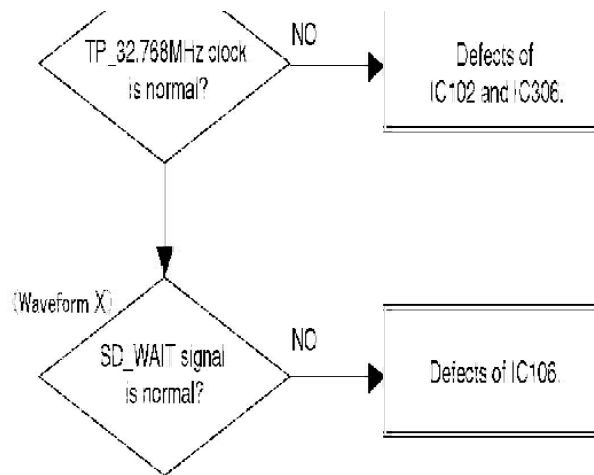 TP_32.768MHz clock
is normal?
NO
Defects of
IC102 and IC306.
(Waveform X)
SD_WAIT signal
is normal?
NO
Defects of IC106.